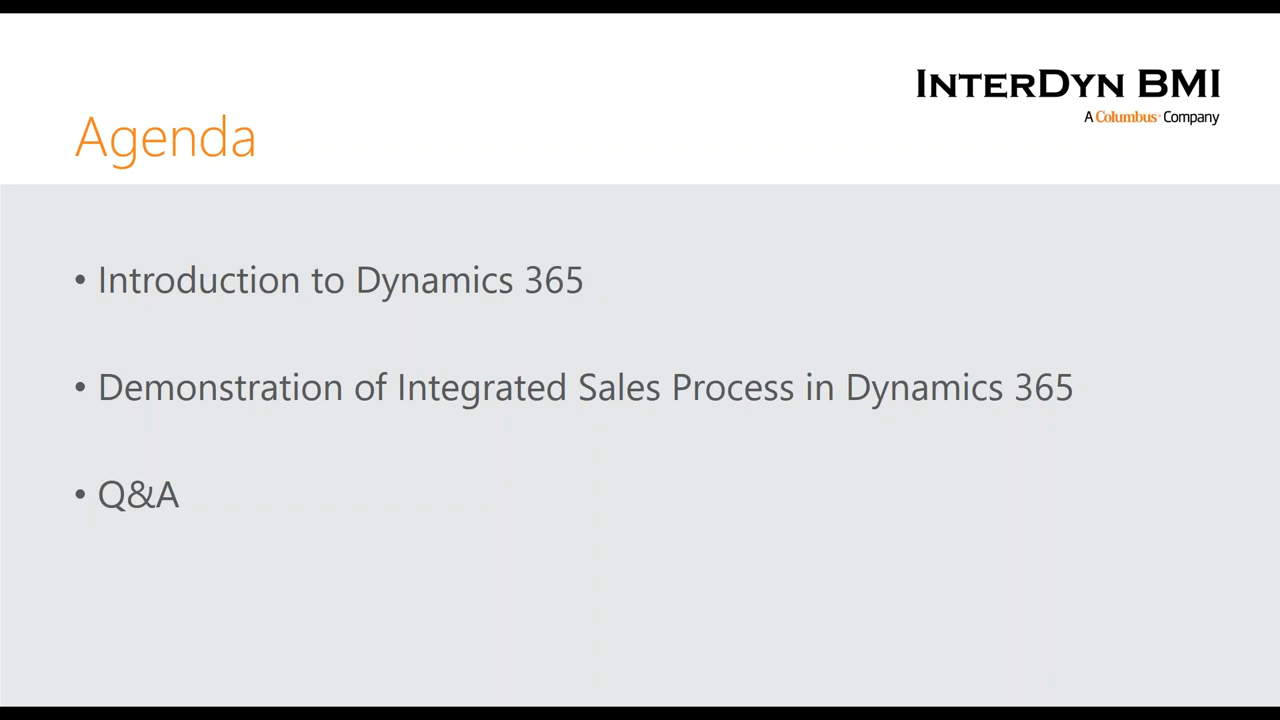 INTERDYN BMI
A Columbus® Company
Agenda
• Introduction to Dynamics 365
• Demonstration of Integrated Sales Process in Dynamics 365
• Q&A